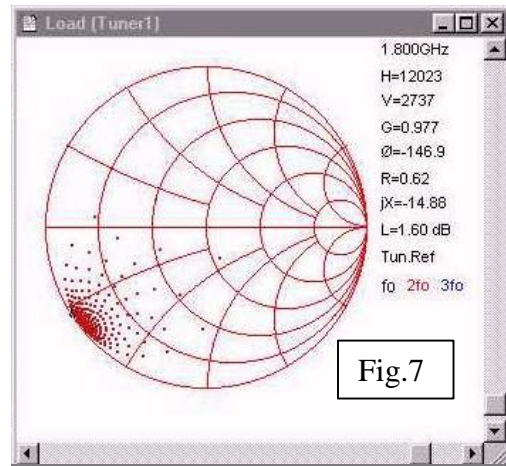 Load (Tuner1)
1.800GHz
H=12023
V=2737
G=0.977
Ø=-146.9
R=0.62
jX=-14.88
L=1.60 dB
Tun.Ref
fo 2fo 3fo
Fig.7